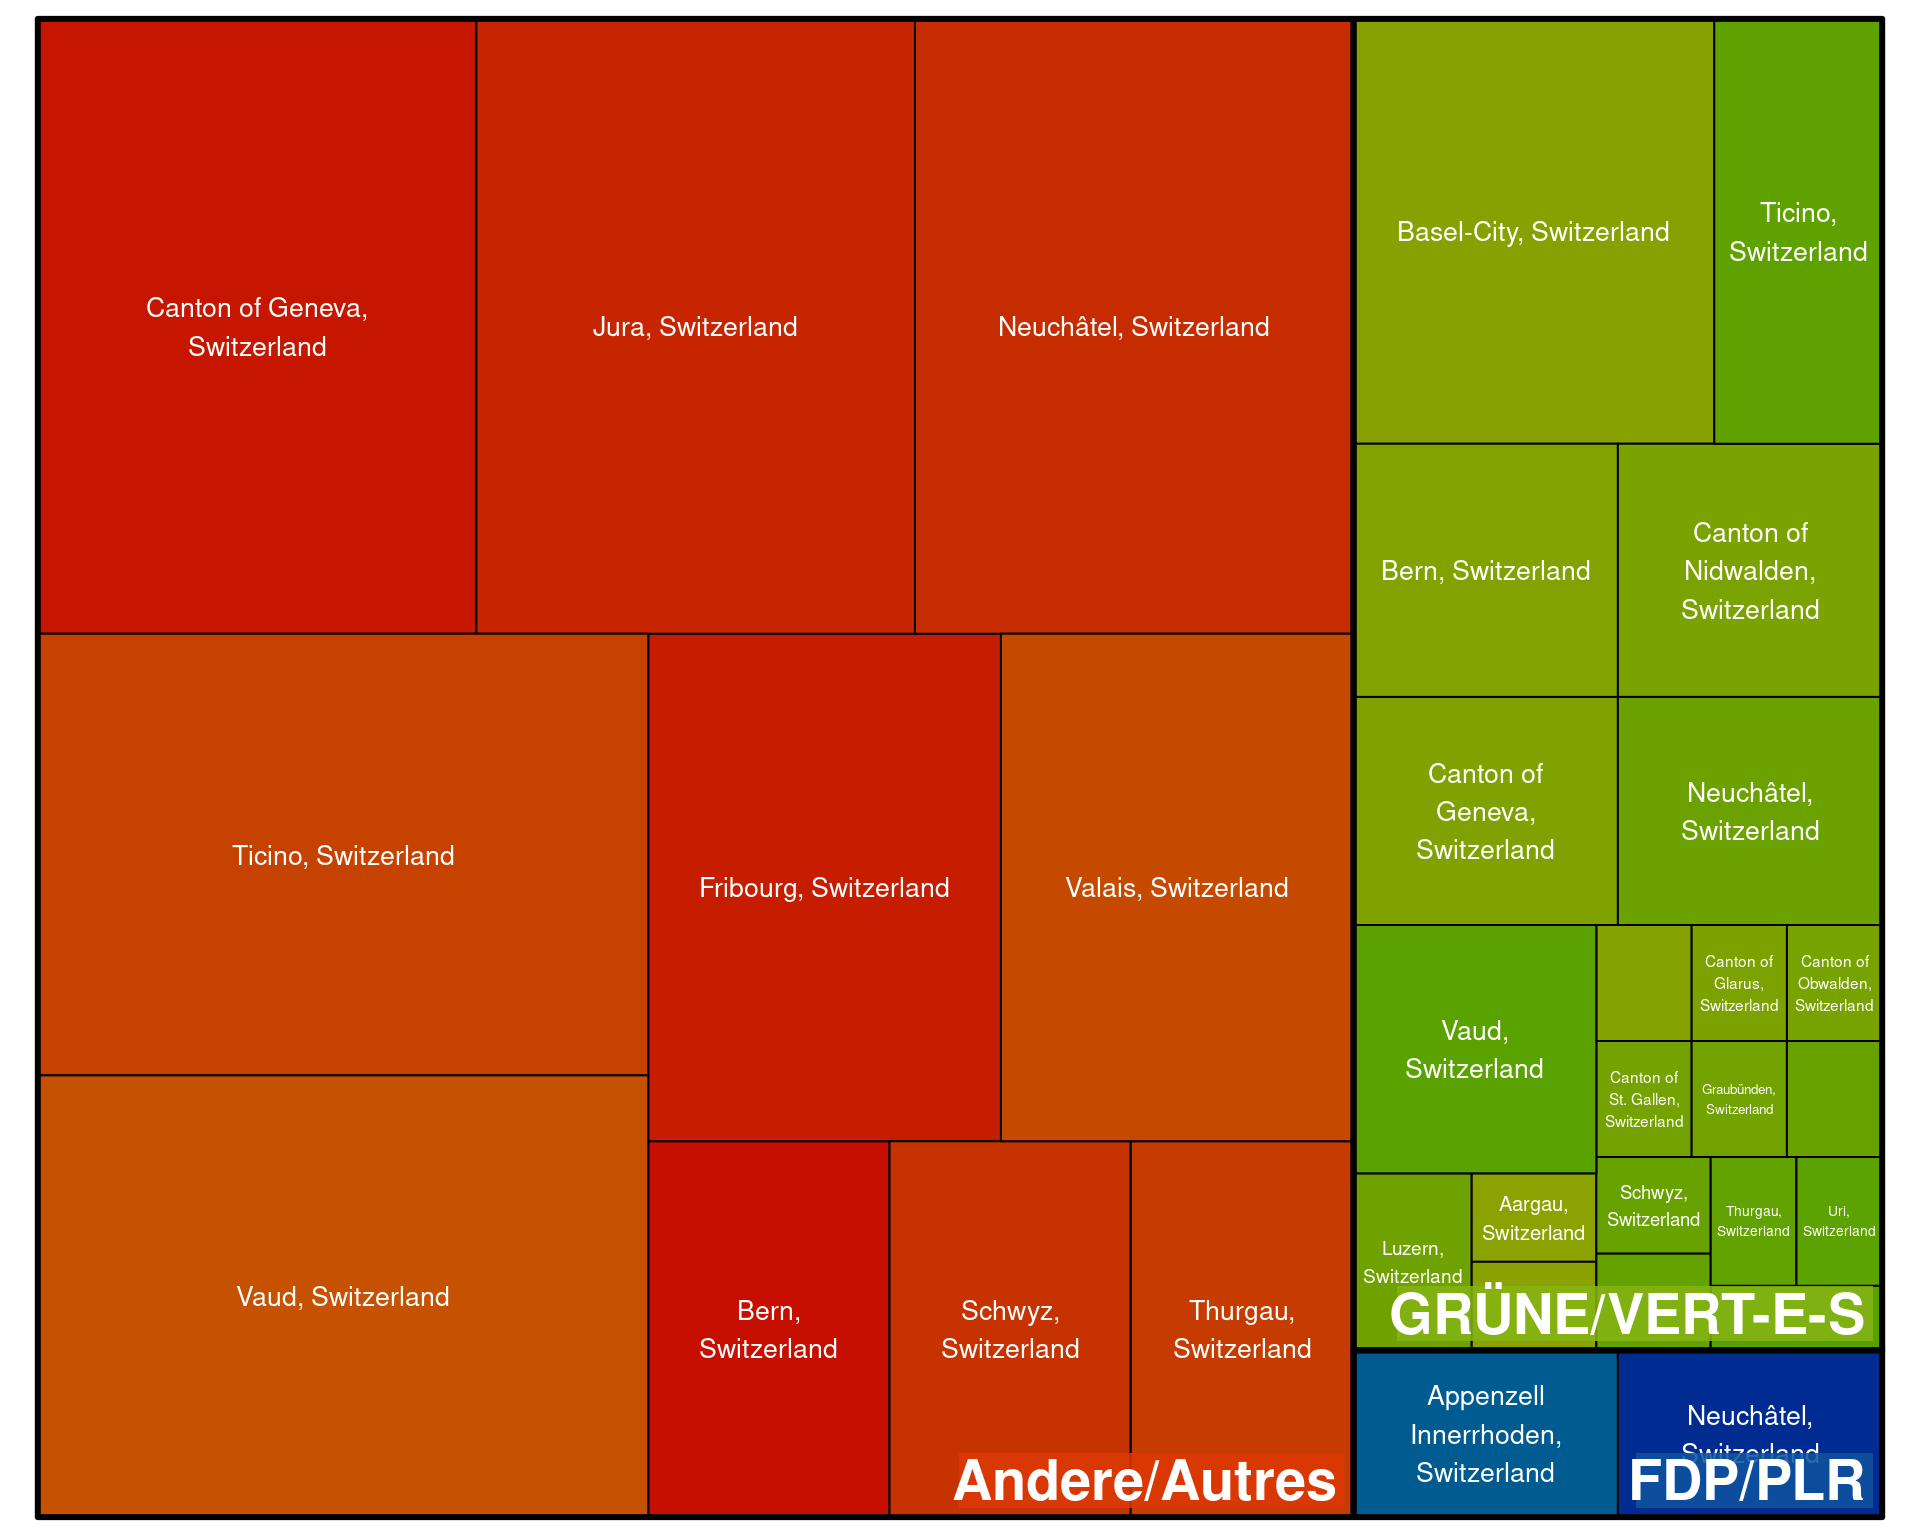 Canton of Geneva,
Switzerland
Jura, Switzerland
Neuchâtel, Switzerland
Ticino, Switzerland
Fribourg, Switzerland
Valais, Switzerland
Vaud, Switzerland
Bern,
Switzerland
Schwyz,
Switzerland
Thurgau,
Switzerland
Andere/Autres
Basel-City, Switzerland
Ticino,
Switzerland
Bern, Switzerland
Canton of
Nidwalden,
Switzerland
Canton of
Geneva,
Switzerland
Neuchâtel,
Switzerland
Vaud,
Switzerland
Canton of
Glarus,
Switzerland
Canton of
Obwalden,
Switzerland
Canton of
St. Gallen,
Switzerland
Graubünden,
Switzerland
Luzern,
Switzerland
Aargau,
Switzerland
Schwyz,
Switzerland
Thurgau,
Switzerland
Uri,
Switzerland
GRÜNE/VERT-E-S
Appenzell
Innerrhoden,
Switzerland
Neuchâtel,
Switzerland
FDP/PLR